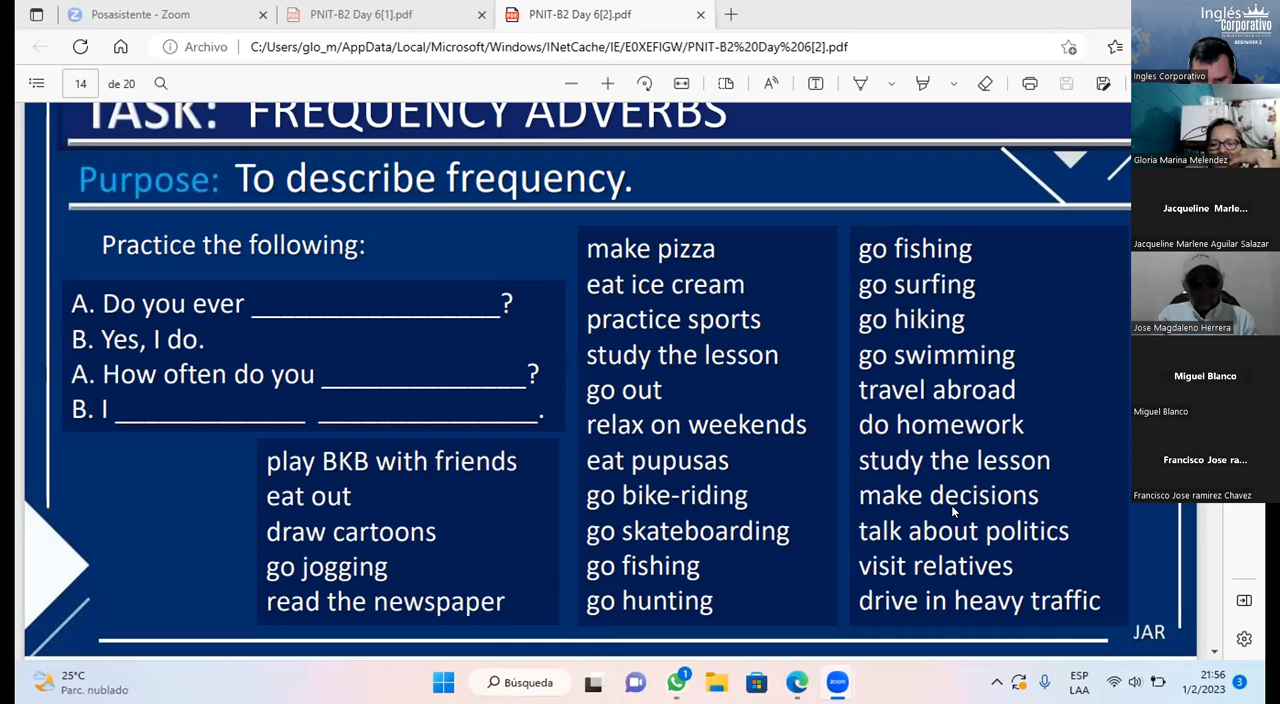 Posasistente - Zoom
PNIT-B2 Day 6[1].pdf
PNIT-B2 Day 6[2].pdf
Archivo
C:/Users/glo_m/AppData/Local/Microsoft/Windows/INetCache/IE/E0XEFIGW/PNIT-B2%20Day%206[2].pdf
14
de 20
TASK: FREQUENCY ADVERBS
Purpose: To describe frequency.
Practice the following:
A. Do you ever __________________?
B. Yes, I do.
A. How often do you ______________?
B. I _____________ _______________.
play BKB with friends
eat out
draw cartoons
go jogging
read the newspaper
make pizza
eat ice cream
practice sports
study the lesson
go out
relax on weekends
eat pupusas
go bike-riding
go skateboarding
go fishing
go hunting
go fishing
go surfing
go hiking
go swimming
travel abroad
do homework
study the lesson
make decisions
talk about politics
visit relatives
drive in heavy traffic
JAR
Inglés
Corporativo
BEGINNER 2
Ingles Corporativo
Gloria Marina Melendez
Jacqueline Marle...
Jacqueline Marlene Aguilar Salazar
Jose Magdaleno Herrera
Miguel Blanco
Miguel Blanco
Francisco Jose ra...
Francisco Jose ramirez Chavez
25°C
Parc. nublado
Búsqueda
1
zoom
ESP
LAA
21:56
1/2/2023
3